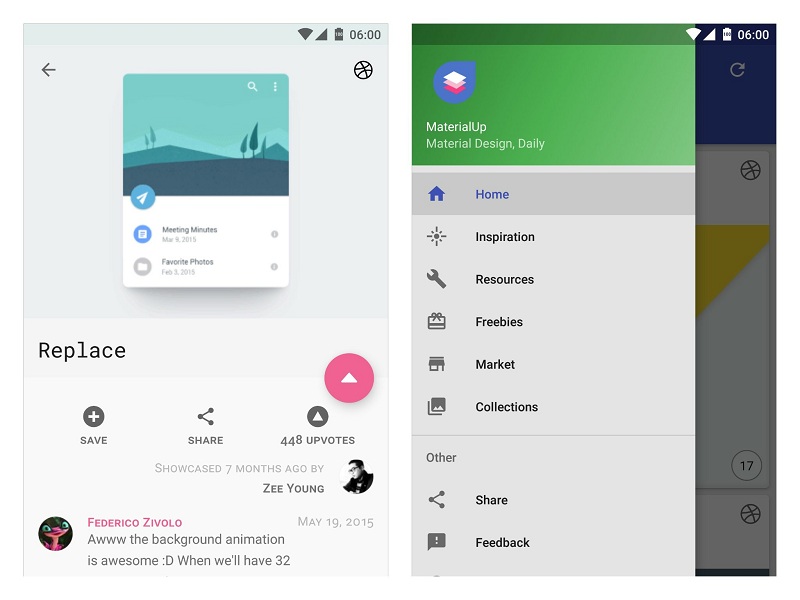 06:00
Meeting Minutes
Mar 9, 2015
Favorite Photos
Feb 3, 2015
Replace
SAVE
SHARE
448 UPVOTES
SHOWCASED 7 MONTHS AGO BY
ZEE YOUNG
FEDERICO ZIVOLO
MAY 19, 2015
Awww the background animation
is awesome :D When we'll have 32
06:00
MaterialUp
Material Design, Daily
Home
Inspiration
Resources
Freebies
Market
Collections
17
Other
Share
Feedback